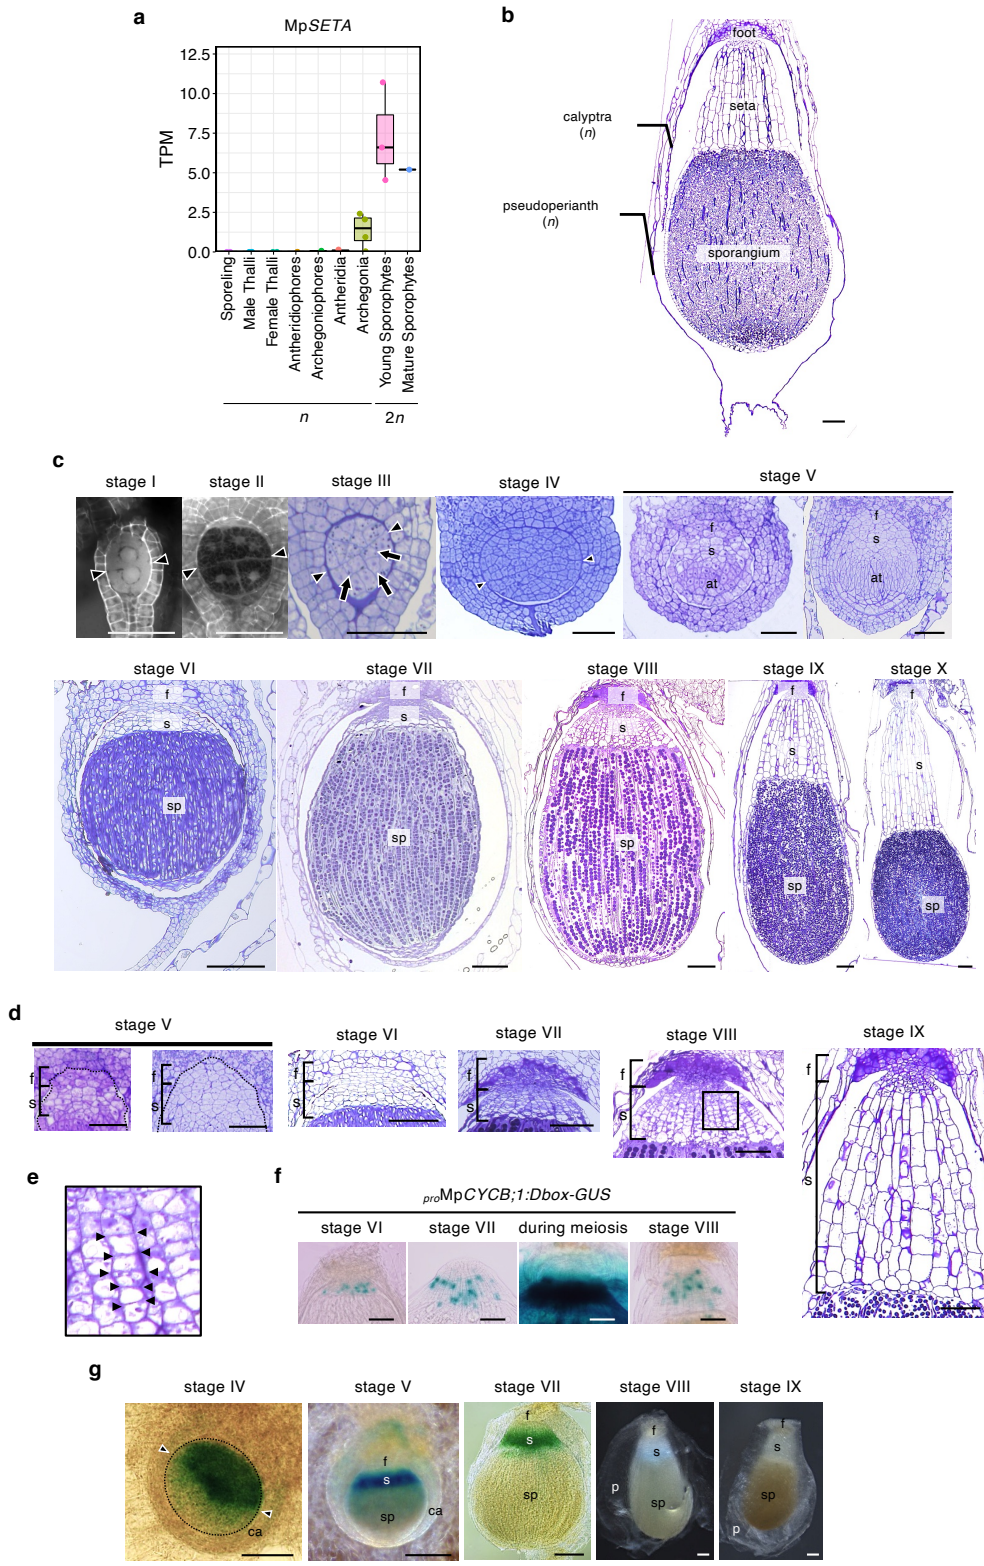 a
MpSETA
TPM
12.5
10.0
7.5
5.0
2.5
0.0
Sporeling
Male Thalli
Female Thalli
Antheridiophores
Archegoniophores
Antheridia
Archegonia
Young Sporophytes
Mature Sporophytes
n
2n
b
foot
seta
calyptra
(n)
pseudoperianth
(n)
sporangium
c
stage I
stage II
stage III
stage IV
stage V
f
s
at
f
s
at
stage VI
stage VII
stage VIII
stage IX
stage X
f
s
sp
f
s
sp
f
s
sp
f
s
sp
f
s
sp
d
stage V
stage VI
stage VII
stage VIII
stage IX
f
s
f
s
f
s
f
s
f
s
f
s
e
f
proMpCYCB;1:Dbox-GUS
stage VI
stage VII
during meiosis
stage VIII
g
stage IV
stage V
stage VII
stage VIII
stage IX
ca
f
s
sp
ca
f
s
sp
f
s
p
sp
f
s
sp
p